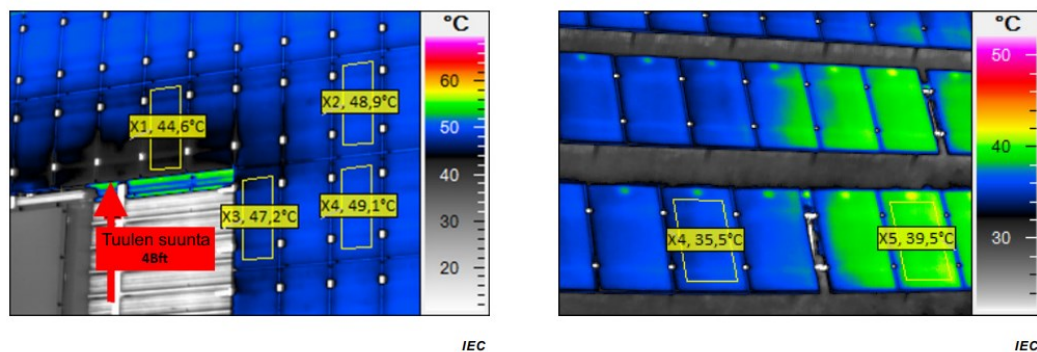 °C
60
50
40
30
20
X1, 44,6°C
X2, 48,9°C
X3, 47,2°C
X4, 49,1°C
Tuulen suunta
4Bft
IEC
°C
50
40
30
X4, 35,5°C
X5, 39,5°C
IEC